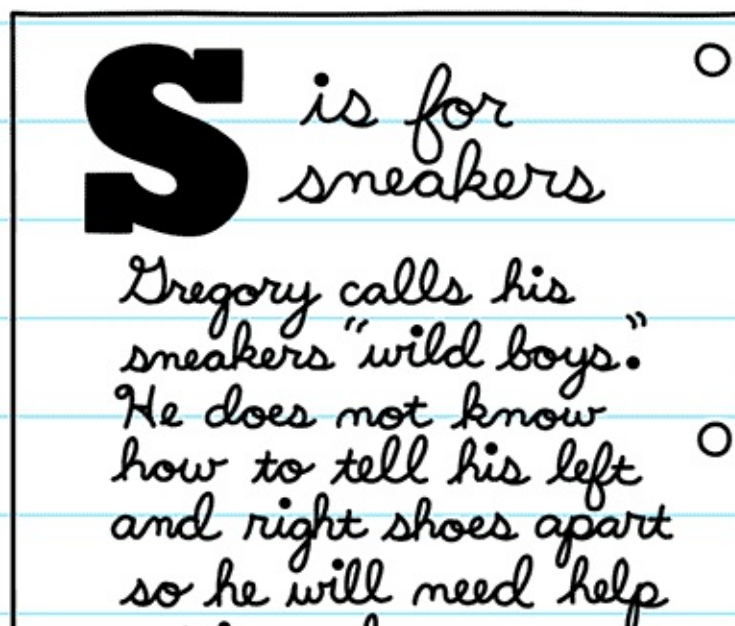 S is for
sneakers
Gregory calls his
sneakers "wild boys".
He does not know
how to tell his left
and right shoes apart
so he will need help